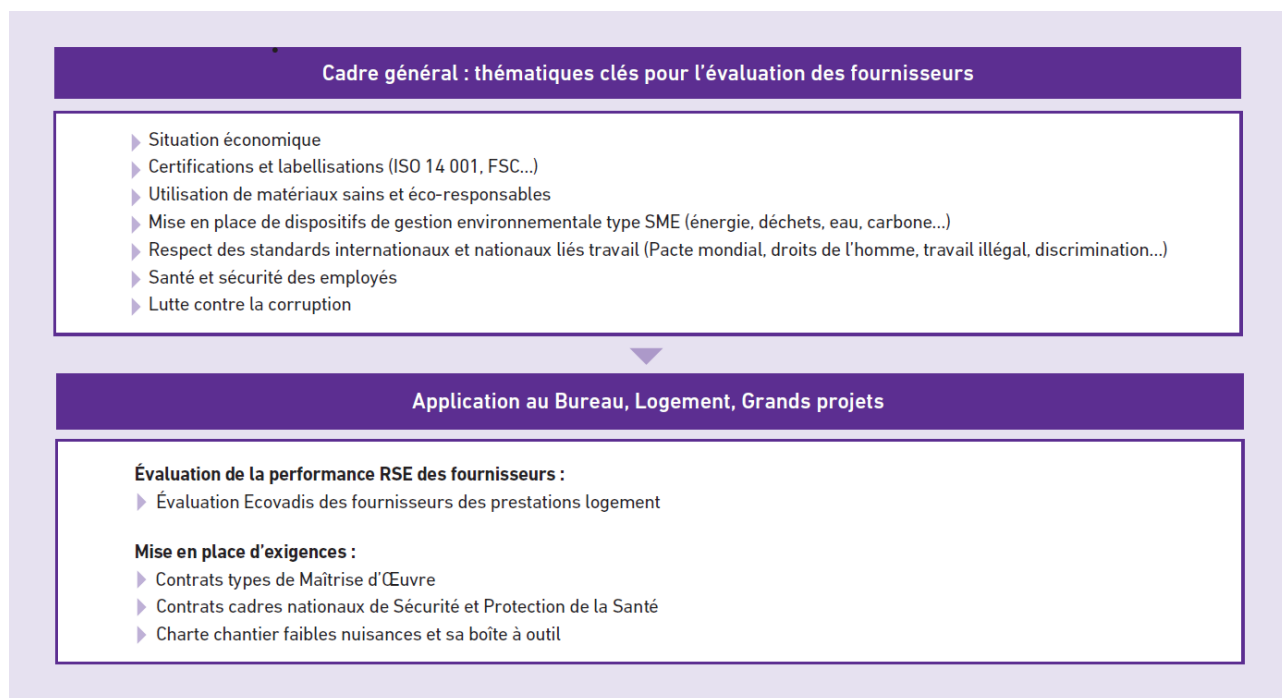 Cadre général : thématiques clés pour l’évaluation des fournisseurs
Situation économique
Certifications et labellisations (ISO 14 001, FSC...)
Utilisation de matériaux sains et éco-responsables
Mise en place de dispositifs de gestion environnementale type SME (énergie, déchets, eau, carbone...)
Respect des standards internationaux et nationaux liés travail (Pacte mondial, droits de l’homme, travail illégal, discrimination...)
Santé et sécurité des employés
Lutte contre la corruption
Application au Bureau, Logement, Grands projets
Évaluation de la performance RSE des fournisseurs :
Évaluation Ecovadis des fournisseurs des prestations logement
Mise en place d’exigences :
Contrats types de Maîtrise d’Œuvre
Contrats cadres nationaux de Sécurité et Protection de la Santé
Charte chantier faibles nuisances et sa boîte à outil